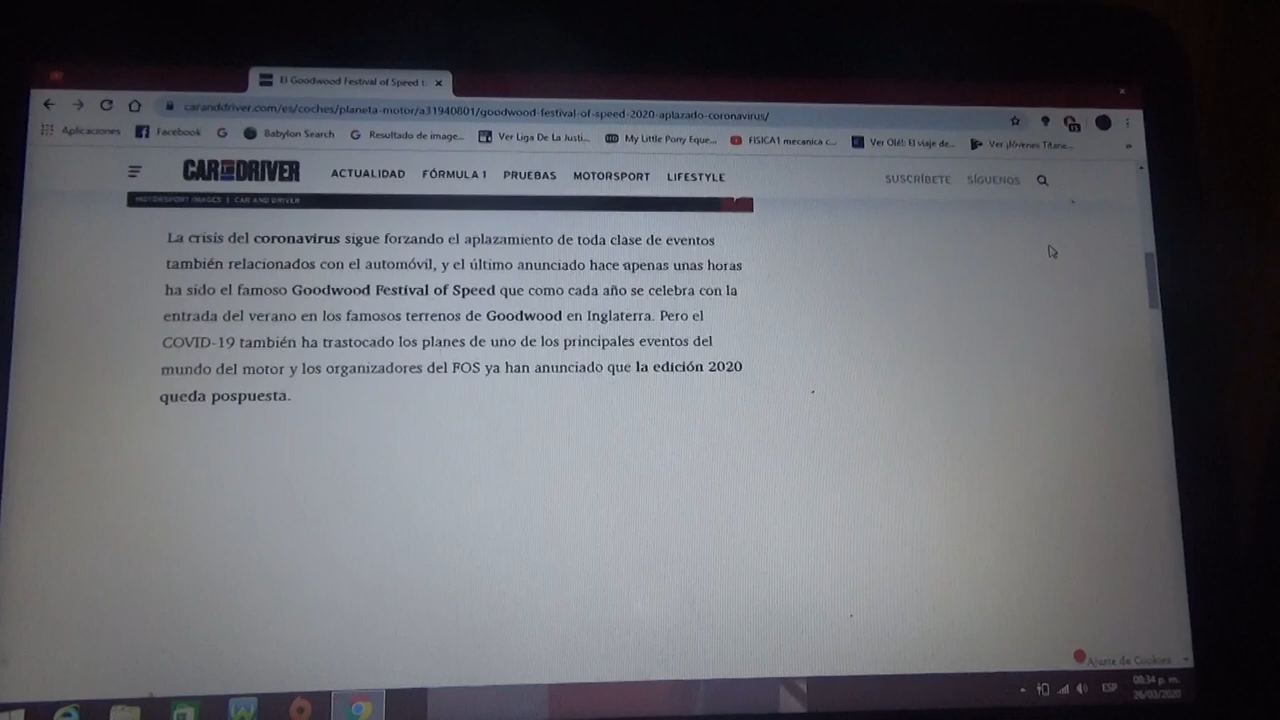 El Goodwood Festival of Speed t
caranddriver.com/es/coches/planeta-motor/a31940801/goodwood-festival-of-speed-2020-aplazado-coronavirus/
Aplicaciones Facebook Babylon Search Resultado de image... Ver Liga De La Justi... My Little Pony Eque... FISICA1 mecanica c... Ver Olé!: El viaje de... Ver ¡Jóvenes Titane...
CAR AND DRIVER ACTUALIDAD FÓRMULA 1 PRUEBAS MOTORSPORT LIFESTYLE SUSCRÍBETE SÍGUENOS
MOTORSPORT IMAGES | CAR AND DRIVER
La crisis del coronavirus sigue forzando el aplazamiento de toda clase de eventos
también relacionados con el automóvil, y el último anunciado hace apenas unas horas
ha sido el famoso Goodwood Festival of Speed que como cada año se celebra con la
entrada del verano en los famosos terrenos de Goodwood en Inglaterra. Pero el
COVID-19 también ha trastocado los planes de uno de los principales eventos del
mundo del motor y los organizadores del FOS ya han anunciado que la edición 2020
queda pospuesta.
Ajuste de Cookies
ESP
08:34 p. m.
26/03/2020